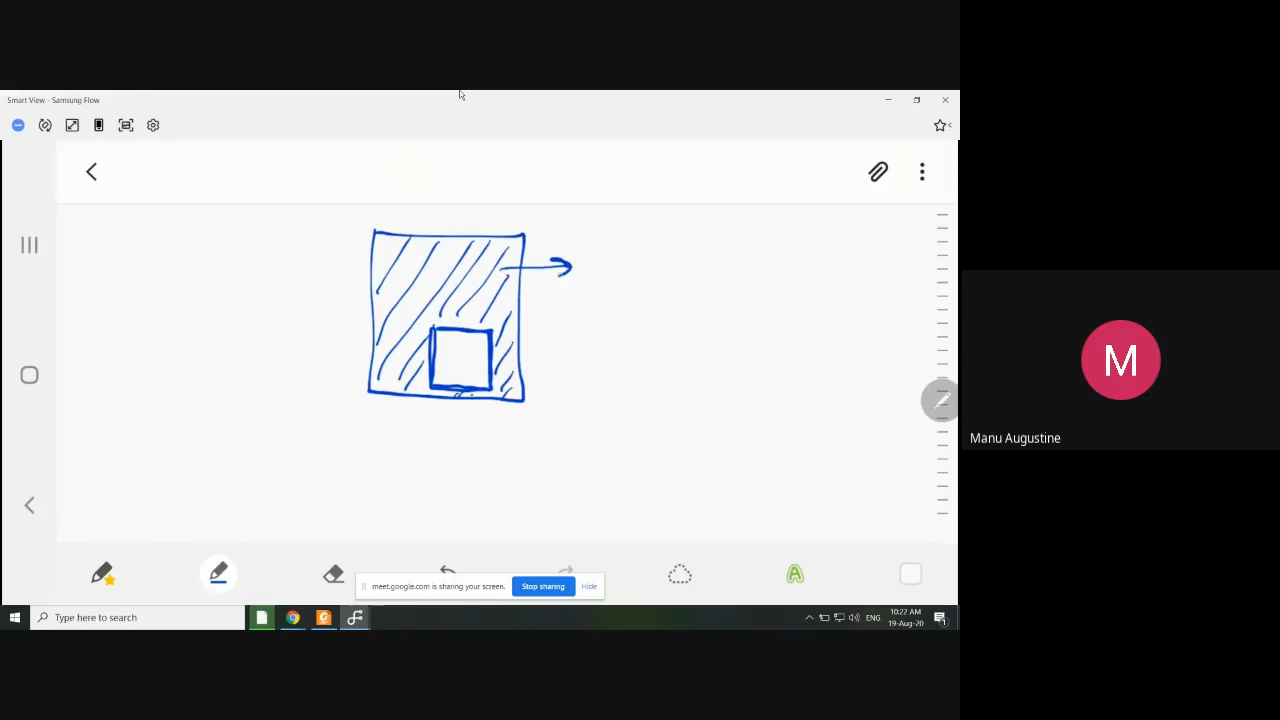 Smart View - Samsung Flow
meet.google.com is sharing your screen.
Stop sharing
Hide
Type here to search
ENG
10:22 AM
19-Aug-20
1
M
Manu Augustine
A